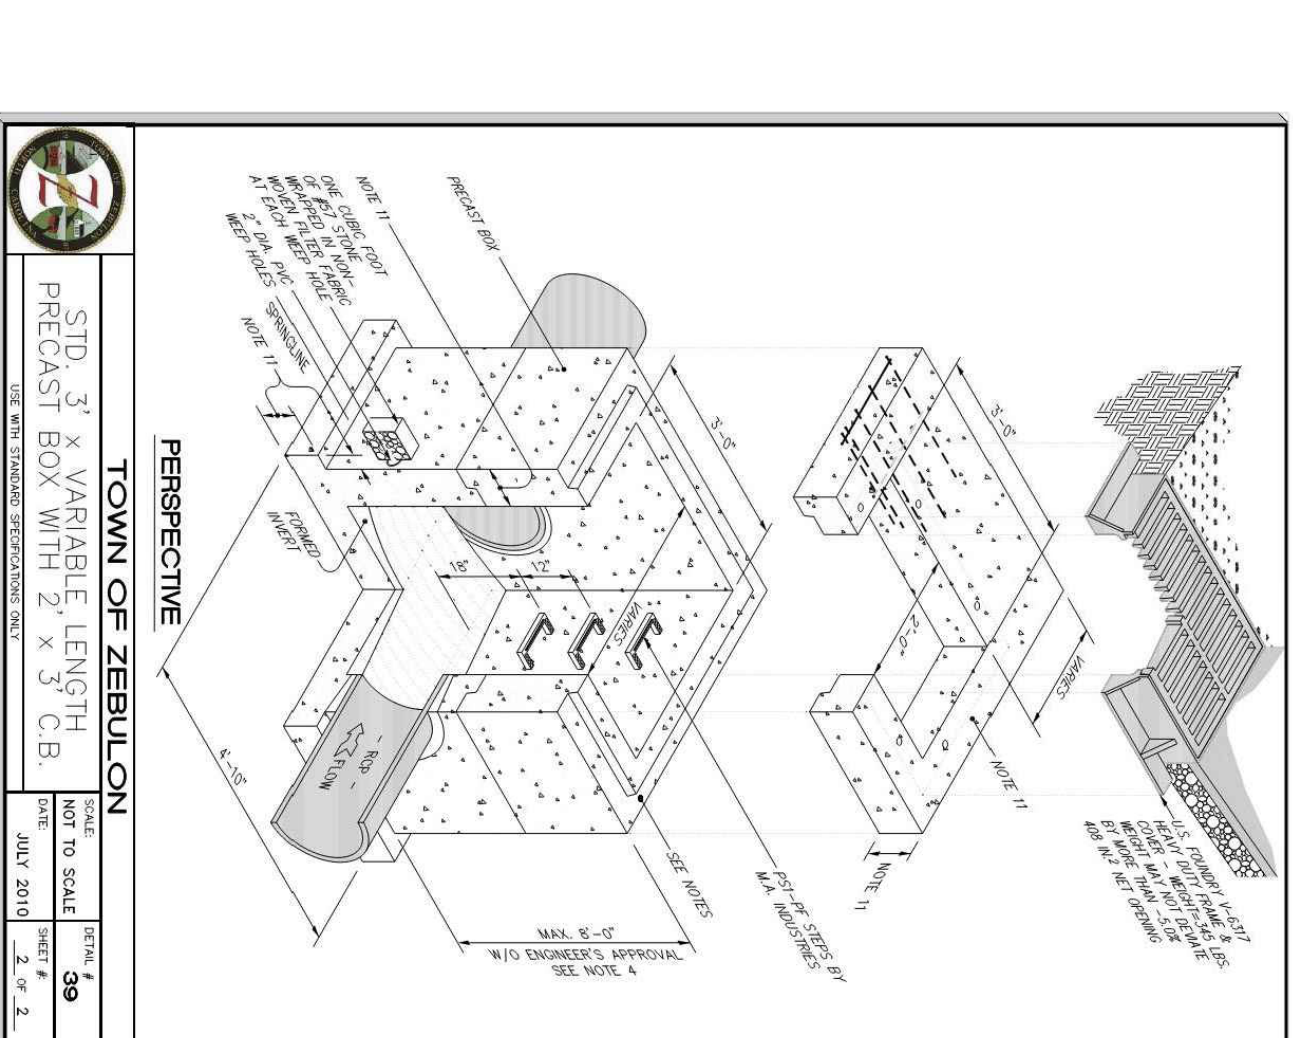 U.S. FOUNDRY V-6317
HEAVY DUTY FRAME &
COVER - WEIGHT=345 LBS.
WEIGHT MAY NOT DEVIATE
BY MORE THAN -5.0%
408 IN.² NET OPENING
3'-0"
VARIES
2'-0"
NOTE 11
NOTE 11
PRECAST BOX
NOTE 11
ONE CUBIC FOOT
OF #57 STONE
WRAPPED IN NON-
WOVEN FILTER FABRIC
AT EACH WEEP HOLE
2" DIA. PVC
WEEP HOLES
SPRINGLINE
NOTE 11
3'-0"
VARIES
12"
18"
FORMED
INVERT
- RCP -
FLOW
4'-10"
PS1-PF STEPS BY
M.A. INDUSTRIES
SEE NOTES
MAX. 8'-0"
W/O ENGINEER'S APPROVAL
SEE NOTE 4
PERSPECTIVE
TOWN OF ZEBULON
STD. 3' x VARIABLE LENGTH
PRECAST BOX WITH 2' x 3' C.B.
USE WITH STANDARD SPECIFICATIONS ONLY
SCALE:
NOT TO SCALE
DETAIL #
39
DATE:
JULY 2010
SHEET #:
2 OF 2
TOWN OF ZEBULON
NORTH CAROLINA
Z